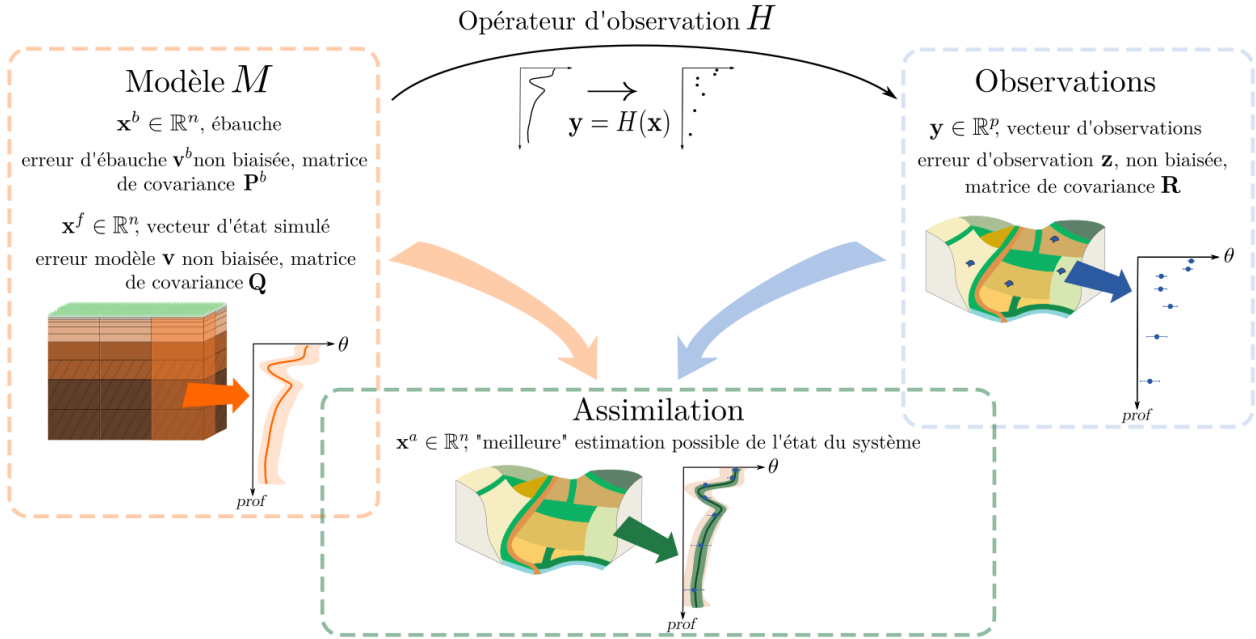 Opérateur d'observation H
y = H(x)
Modèle M
x^b ∈ ℝ^n, ébauche
erreur d'ébauche v^b non biaisée, matrice
de covariance P^b
x^f ∈ ℝ^n, vecteur d'état simulé
erreur modèle v non biaisée, matrice
de covariance Q
θ
prof
Observations
y ∈ ℝ^p, vecteur d'observations
erreur d'observation z, non biaisée,
matrice de covariance R
θ
prof
Assimilation
x^a ∈ ℝ^n, "meilleure" estimation possible de l'état du système
θ
prof